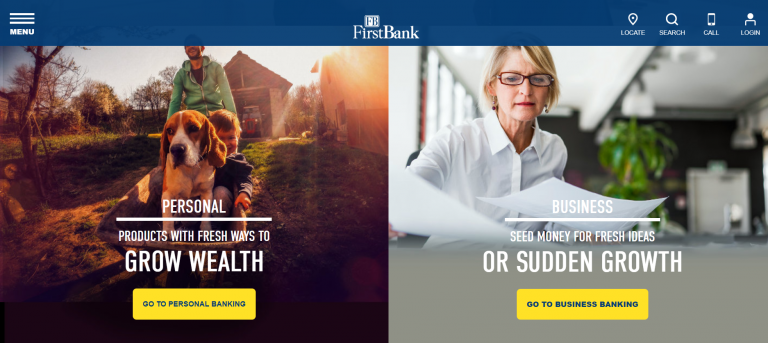 MENU
FB
FirstBank
LOCATE
SEARCH
CALL
LOGIN
PERSONAL
PRODUCTS WITH FRESH WAYS TO
GROW WEALTH
GO TO PERSONAL BANKING
BUSINESS
SEED MONEY FOR FRESH IDEAS
OR SUDDEN GROWTH
GO TO BUSINESS BANKING